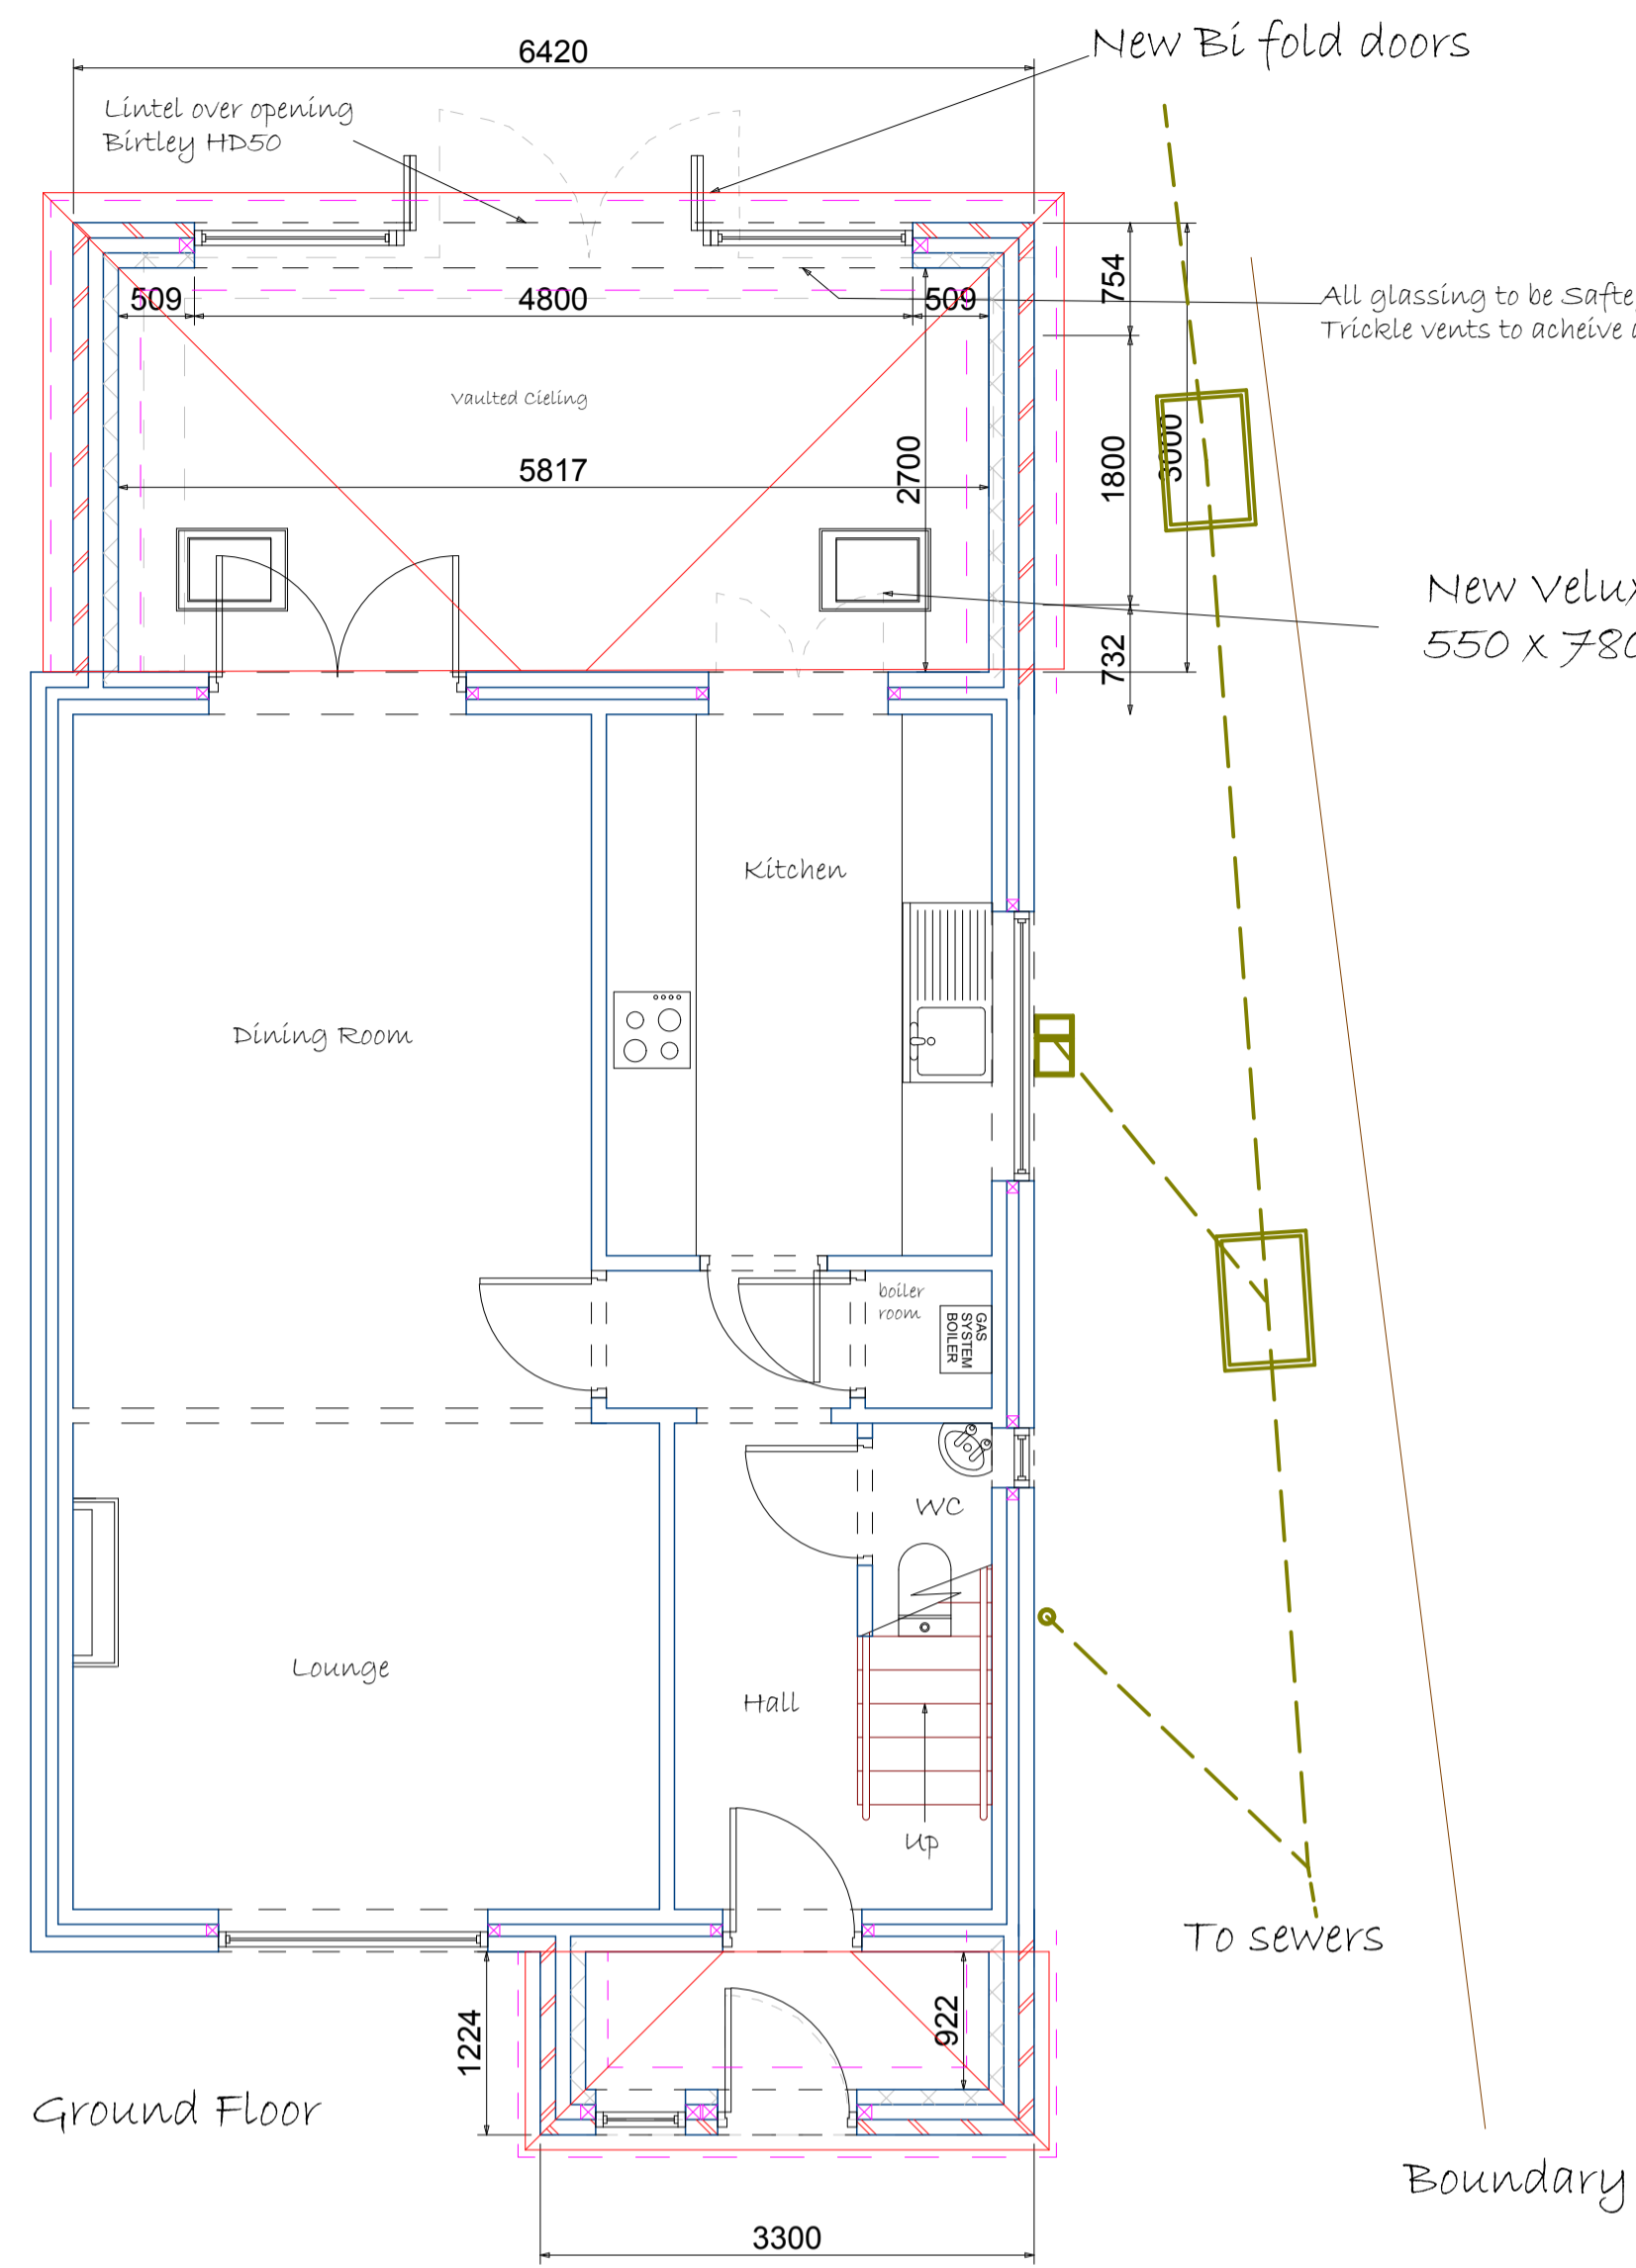 6420
New Bi fold doors
Lintel over opening
Birtley HD50
509
4800
509
754
All glassing to be Safte
Trickle vents to acheive a
Vaulted Cieling
5817
2700
1800
3000
New Velux
550 x 780
732
Kitchen
Dining Room
boiler
room
GAS
SYSTEM
BOILER
WC
Lounge
Hall
Up
To sewers
1224
922
Ground Floor
Boundary
3300